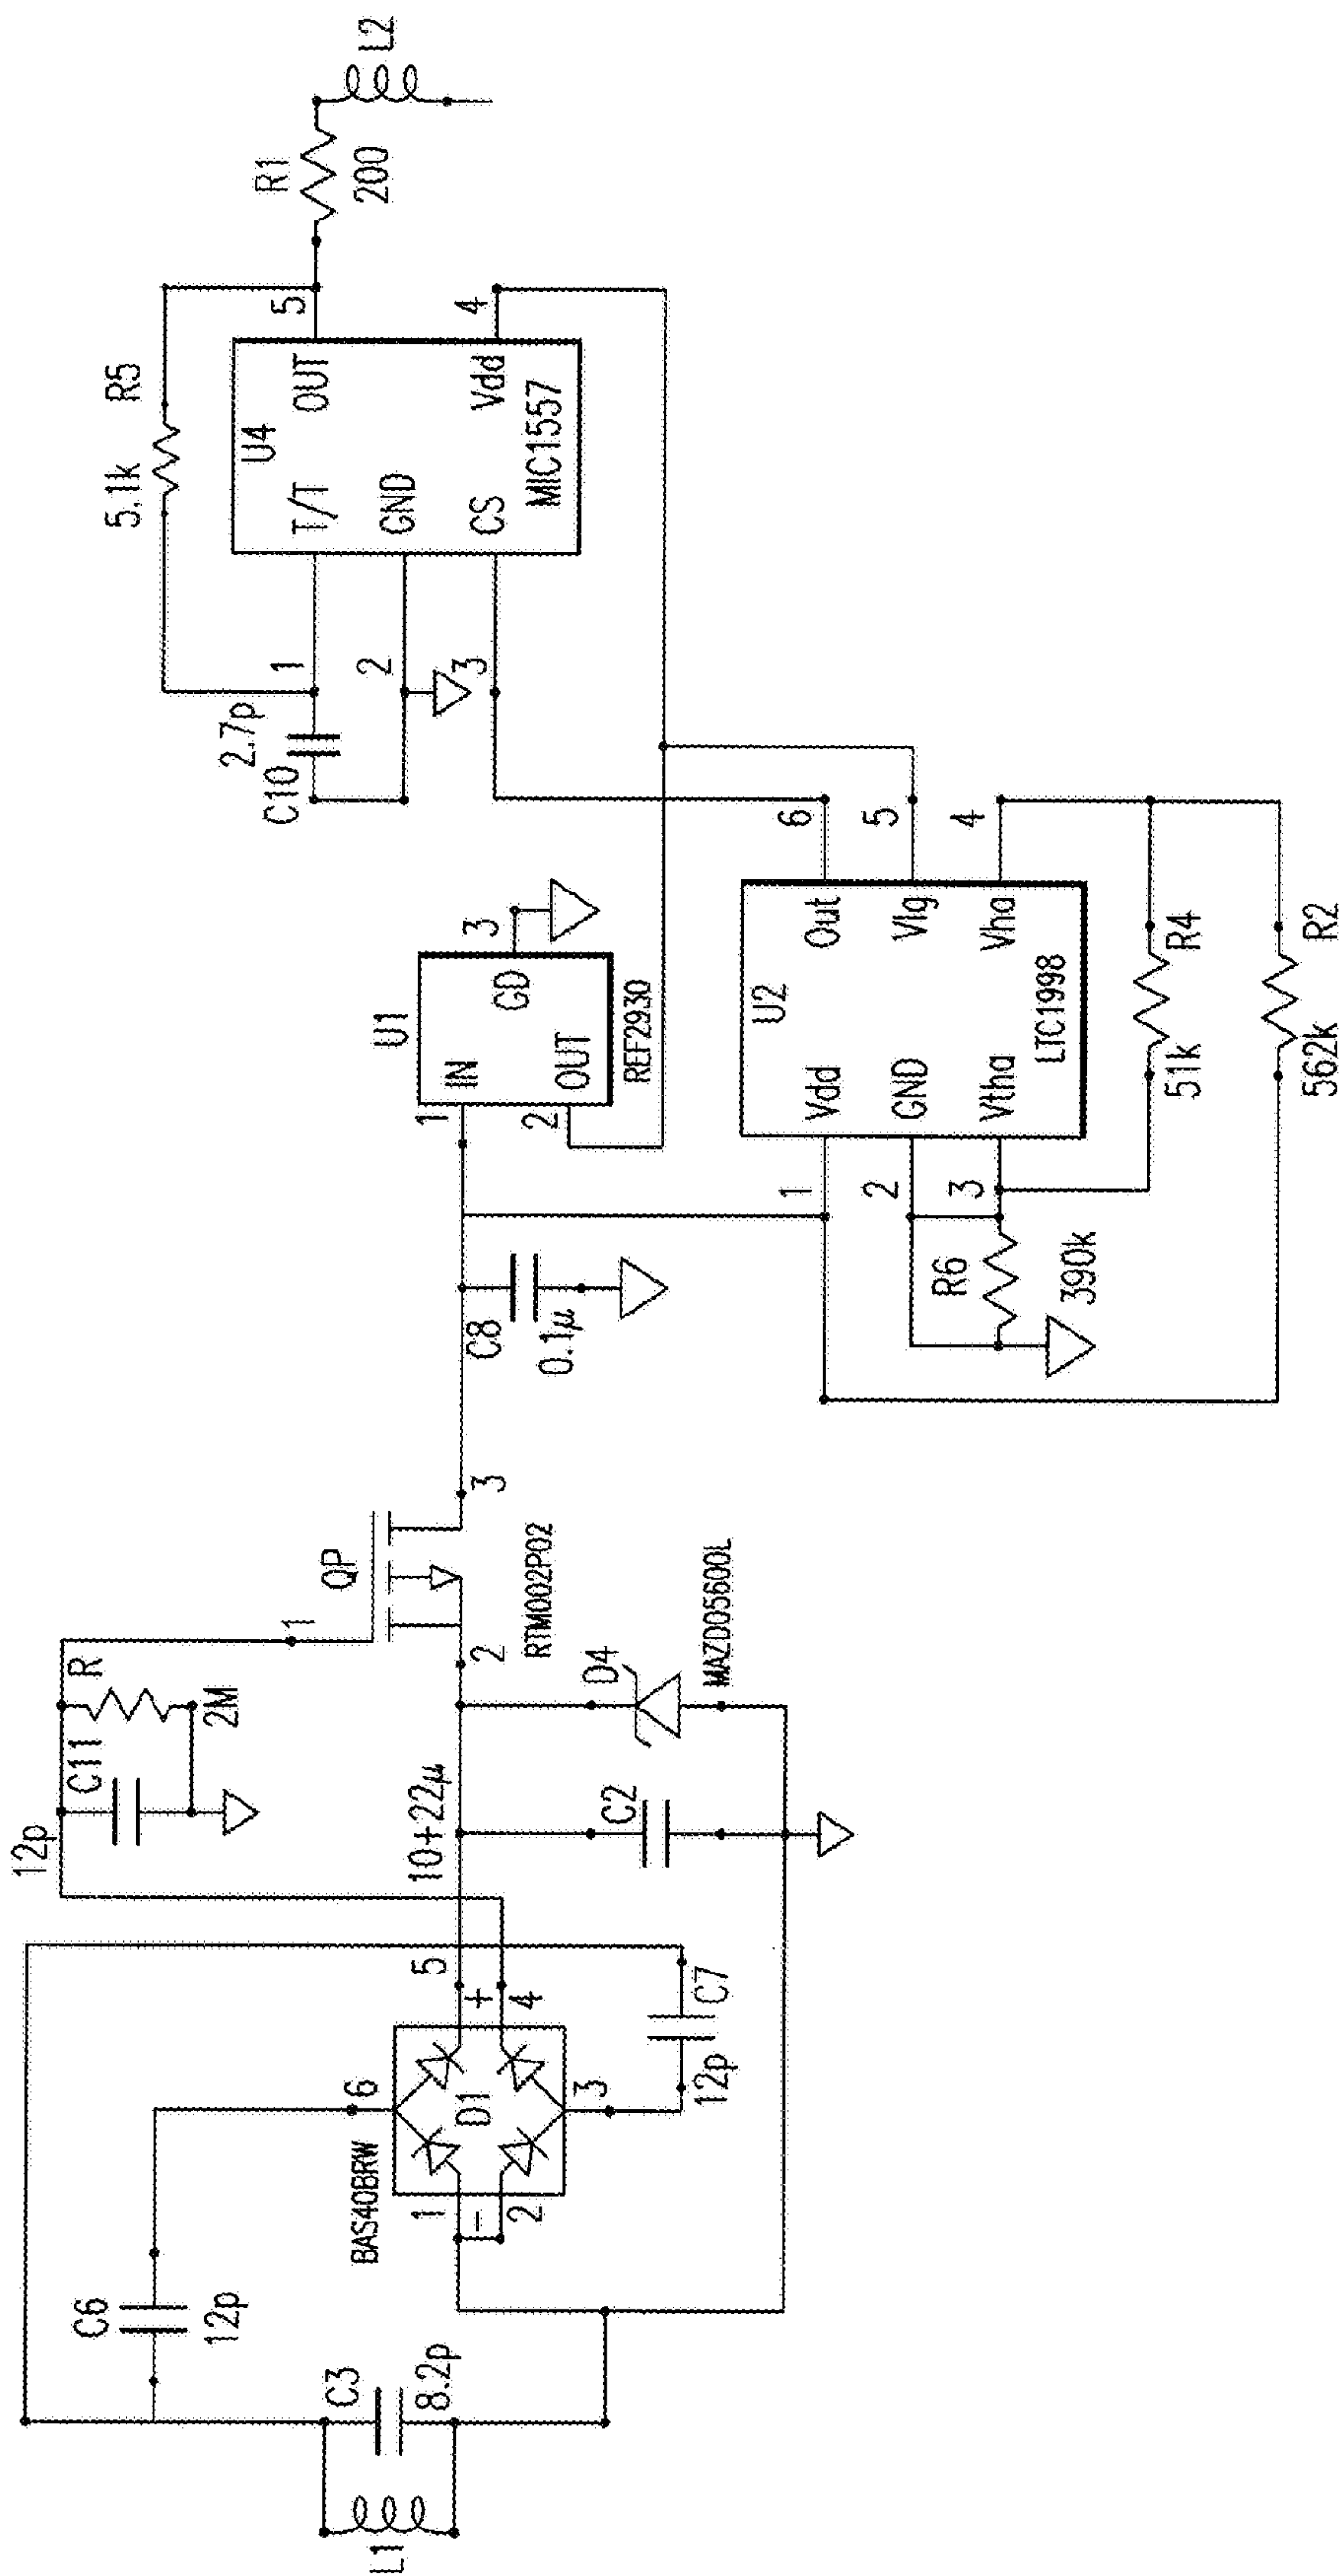 L1
C3
8.2p
C6
12p
BAS40BRW
D1
1
-
2
6
3
5
+
4
12p
C7
10+22µ
C2
12p
C11
R
2M
D4
MAZD05600L
QP
1
2
3
RTM002P02
C8
0.1µ
U1
IN
GD
OUT
1
2
3
REF2930
U2
Vdd
Out
GND
Vlg
Vtha
Vha
LTC1998
1
2
3
4
5
6
R6
390k
51k
R4
562k
R2
C10
2.7p
U4
T/T
OUT
GND
CS
Vdd
MIC1557
1
2
3
4
5
5.1k
R5
R1
200
L2